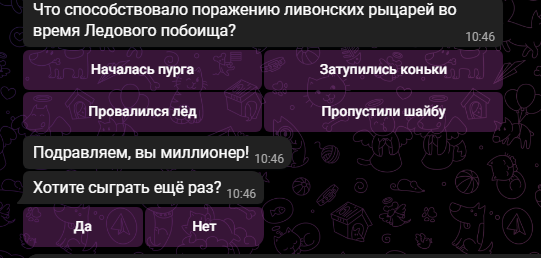 Что способствовало поражению ливонских рыцарей во
время Ледового побоища?
10:46
Началась пурга
Затупились коньки
Провалился лёд
Пропустили шайбу
Подравляем, вы миллионер! 10:46
Хотите сыграть ещё раз? 10:46
Да
Нет